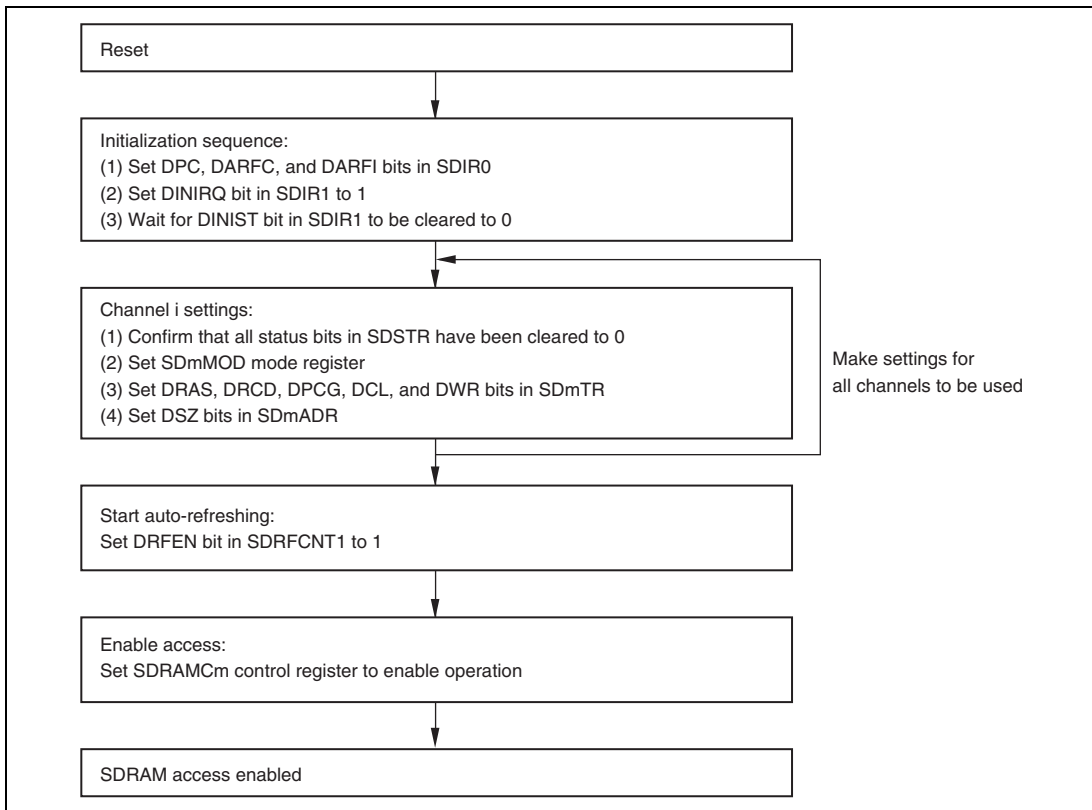 Reset
Initialization sequence:
(1) Set DPC, DARFC, and DARFI bits in SDIR0
(2) Set DINIRQ bit in SDIR1 to 1
(3) Wait for DINIST bit in SDIR1 to be cleared to 0
Channel i settings:
(1) Confirm that all status bits in SDSTR have been cleared to 0
(2) Set SDmMOD mode register
(3) Set DRAS, DRCD, DPCG, DCL, and DWR bits in SDmTR
(4) Set DSZ bits in SDmADR
Make settings for
all channels to be used
Start auto-refreshing:
Set DRFEN bit in SDRFCNT1 to 1
Enable access:
Set SDRAMCm control register to enable operation
SDRAM access enabled